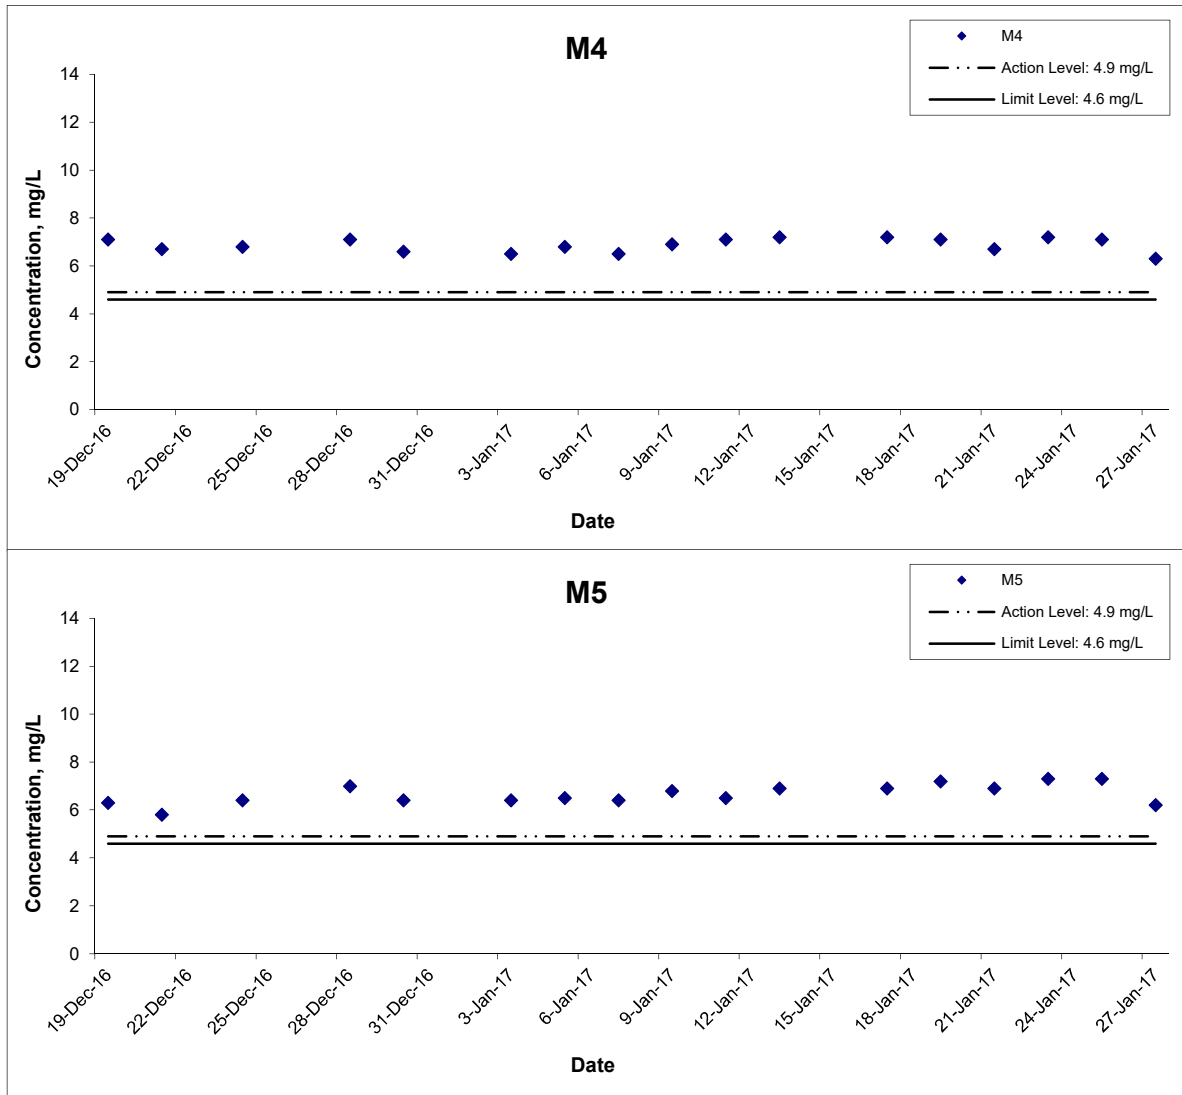 M4
M4
Action Level: 4.9 mg/L
Limit Level: 4.6 mg/L
Concentration, mg/L
14
12
10
8
6
4
2
0
19-Dec-16
22-Dec-16
25-Dec-16
28-Dec-16
31-Dec-16
3-Jan-17
6-Jan-17
9-Jan-17
12-Jan-17
15-Jan-17
18-Jan-17
21-Jan-17
24-Jan-17
27-Jan-17
Date
M5
M5
Action Level: 4.9 mg/L
Limit Level: 4.6 mg/L
Concentration, mg/L
14
12
10
8
6
4
2
0
19-Dec-16
22-Dec-16
25-Dec-16
28-Dec-16
31-Dec-16
3-Jan-17
6-Jan-17
9-Jan-17
12-Jan-17
15-Jan-17
18-Jan-17
21-Jan-17
24-Jan-17
27-Jan-17
Date